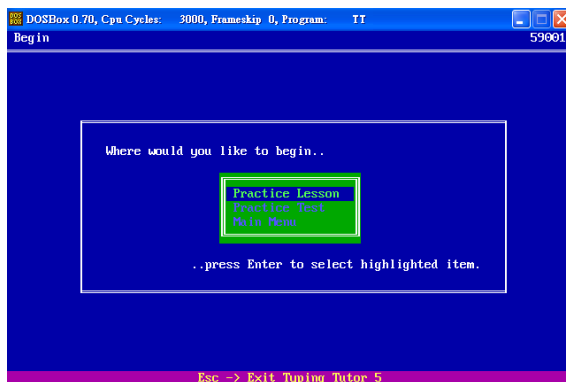 DOSBox 0.70, Cpu Cycles: 3000, Frameskip 0, Program: TT
Begin 59001
Where would you like to begin..
Practice Lesson
Practice Text
Main Menu
..press Enter to select highlighted item.
Esc -> Exit Typing Tutor 5